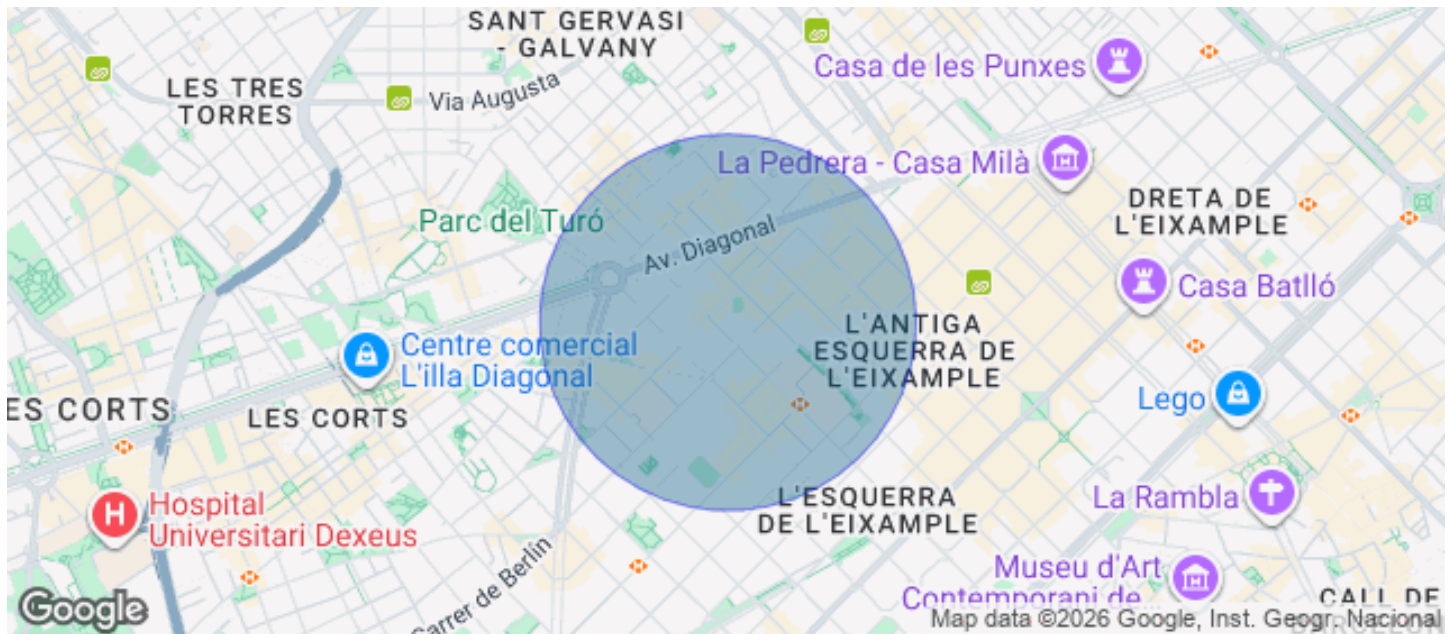 SANT GERVASI
- GALVANY
Casa de les Punxes
LES TRES
TORRES
Via Augusta
La Pedrera - Casa Milà
DRETA DE
L'EIXAMPLE
Parc del Turó
Av. Diagonal
Casa Batlló
L'ANTIGA
ESQUERRA DE
L'EIXAMPLE
Centre comercial
L'illa Diagonal
Lego
ES CORTS
LES CORTS
H
Hospital
Universitari Dexeus
L'ESQUERRA
DE L'EIXAMPLE
La Rambla
Carrer de Berlín
Museu d'Art
Contemporani de...
CALL DE
Google
Map data ©2026 Google, Inst. Geogr. Nacional